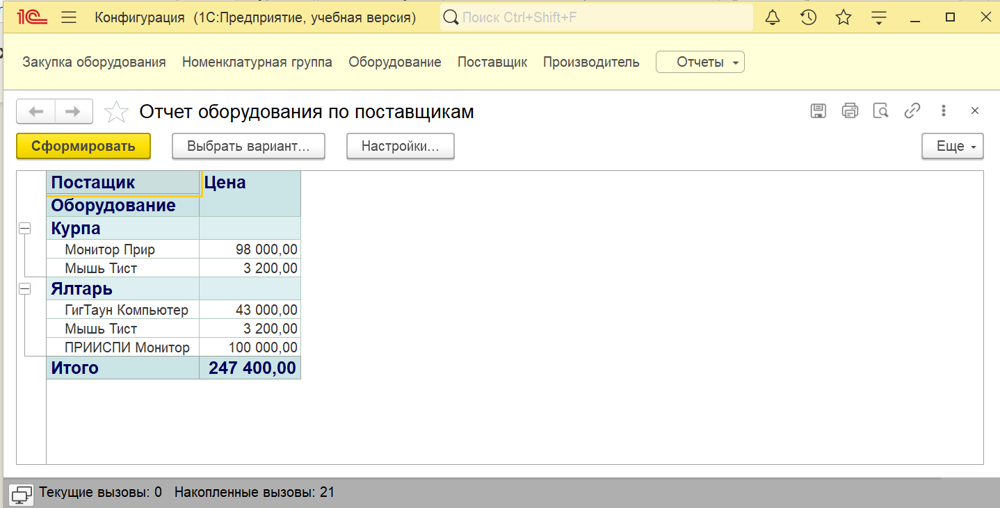 1С Конфигурация (1С:Предприятие, учебная версия) Поиск Ctrl+Shift+F
Закупка оборудования Номенклатурная группа Оборудование Поставщик Производитель Отчеты
Отчет оборудования по поставщикам
Сформировать Выбрать вариант... Настройки... Еще
Постащик Цена
Оборудование
Курпа
Монитор Прир 98 000,00
Мышь Тист 3 200,00
Ялтарь
ГигТаун Компьютер 43 000,00
Мышь Тист 3 200,00
ПРИИСПИ Монитор 100 000,00
Итого 247 400,00
Текущие вызовы: 0 Накопленные вызовы: 21